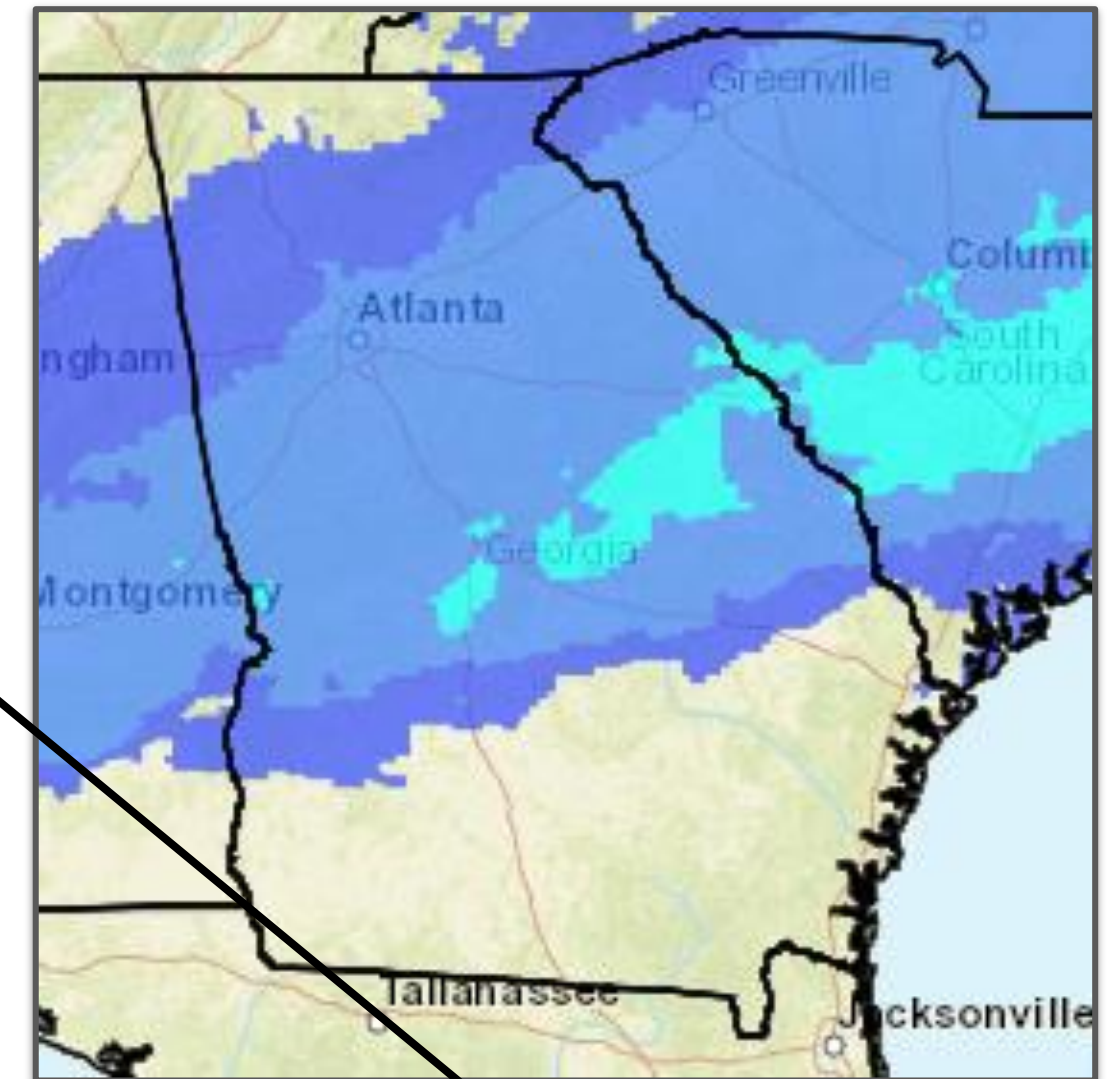 Greenville
Columb
Atlanta
South
Carolina
ngham
Georgia
Montgomery
Tallahassee
Jacksonville